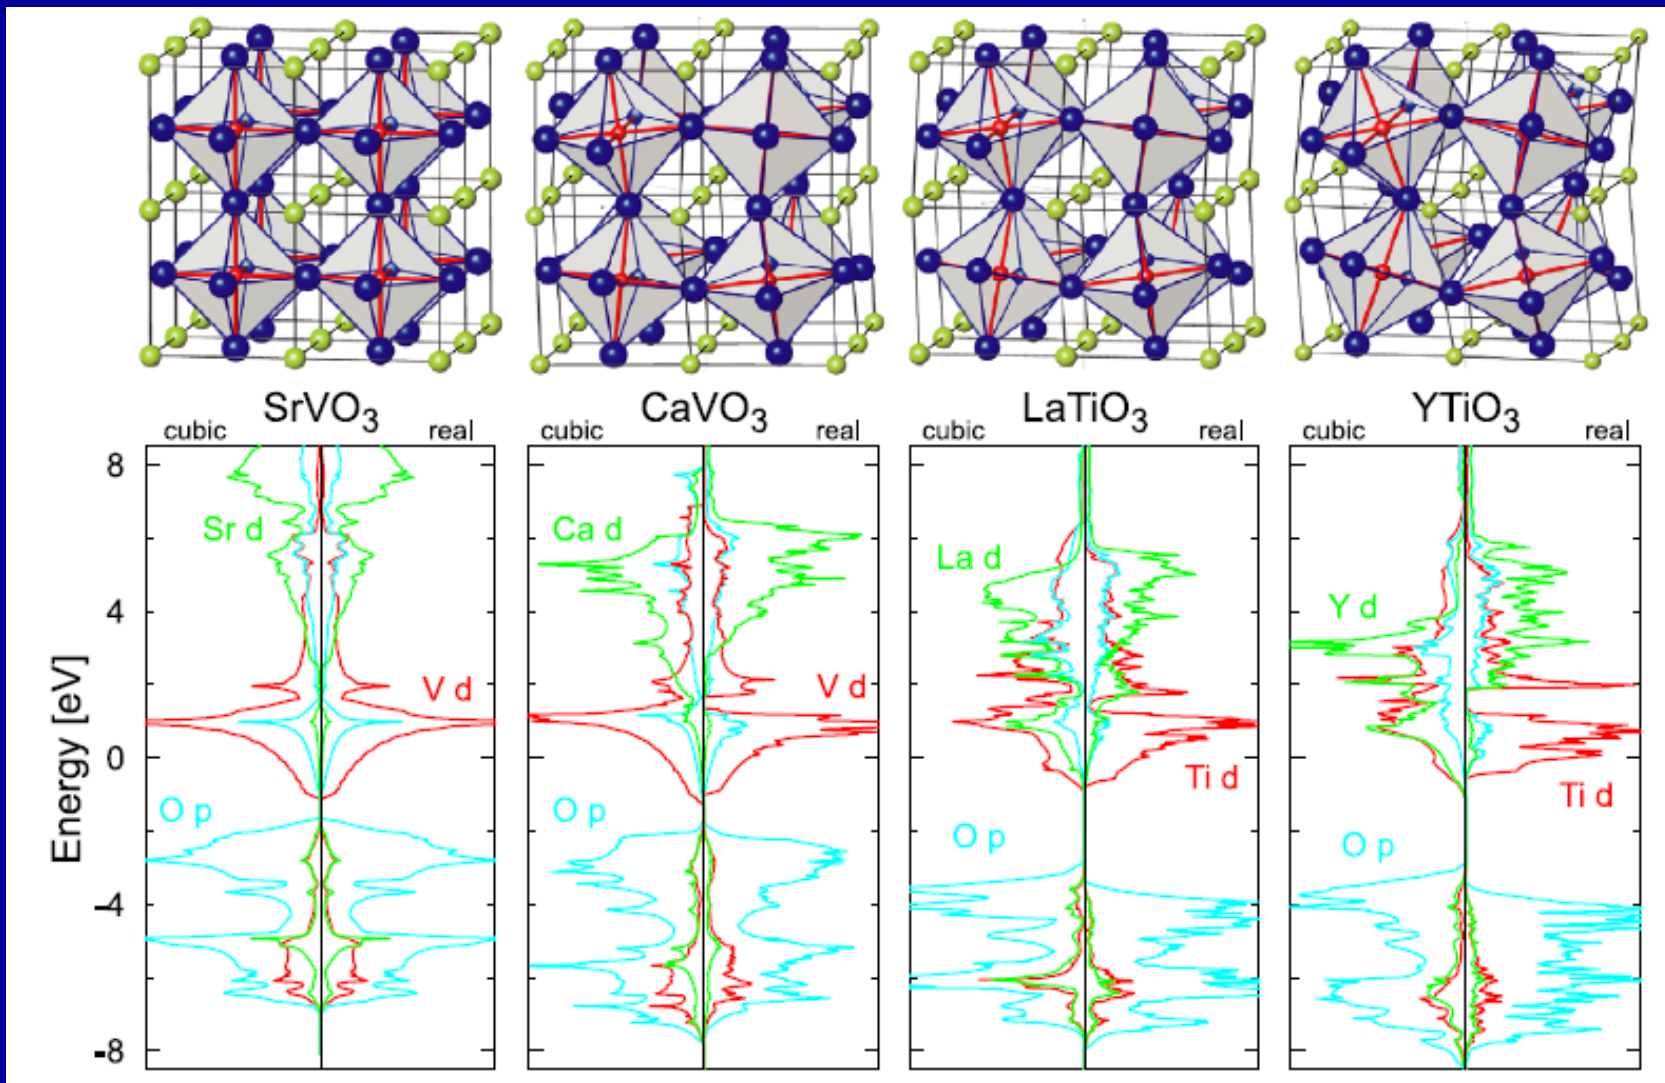 SrVO3 CaVO3 LaTiO3 YTiO3
cubic real cubic real cubic real cubic real
8
4
0
-4
-8
Energy [eV]
Sr d
V d
O p
Ca d
V d
O p
La d
Ti d
O p
Y d
Ti d
O p